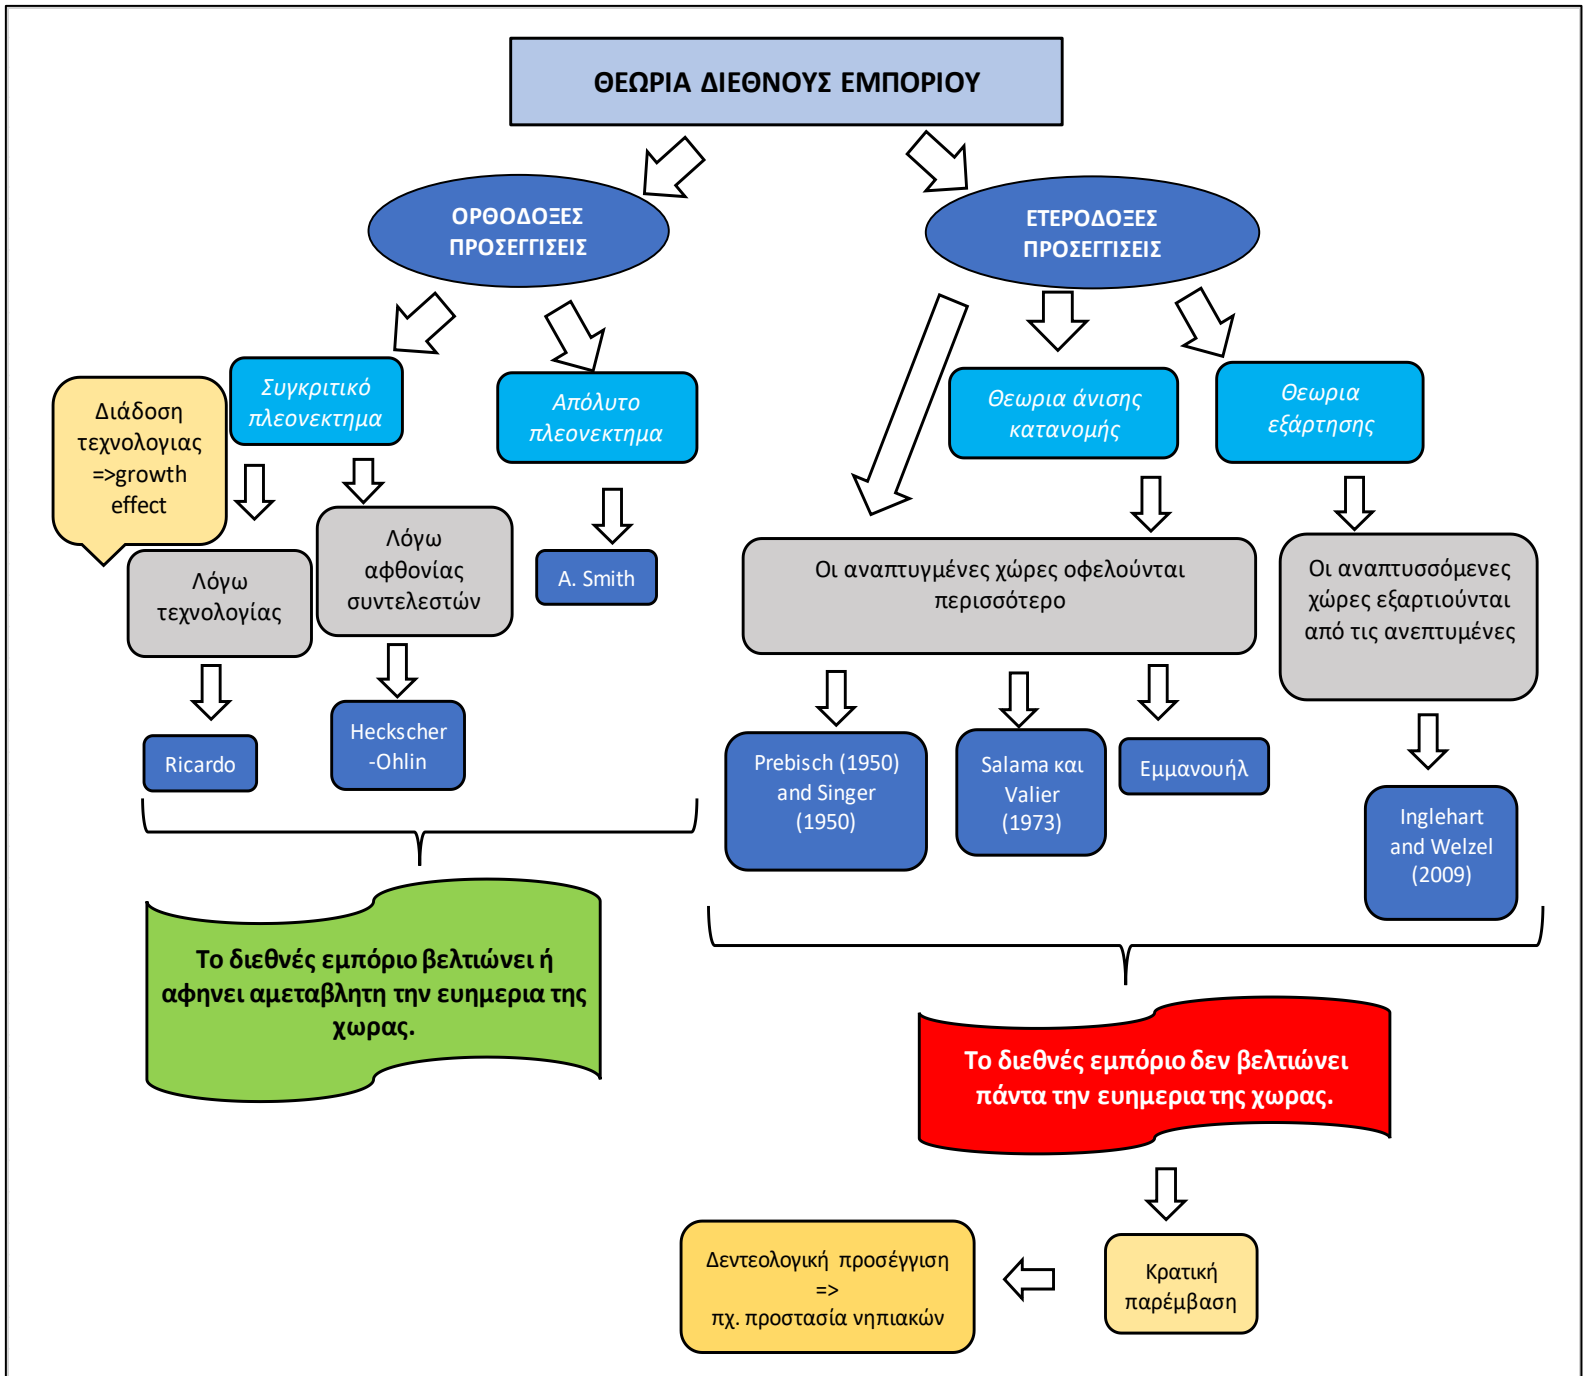 ΘΕΩΡΙΑ ΔΙΕΘΝΟΥΣ ΕΜΠΟΡΙΟΥ
ΟΡΘΟΔΟΞΕΣ
ΠΡΟΣΕΓΓΙΣΕΙΣ
ΕΤΕΡΟΔΟΞΕΣ
ΠΡΟΣΕΓΓΙΣΕΙΣ
Διάδοση
τεχνολογιας
=>growth
effect
Συγκριτικό
πλεονεκτημα
Απόλυτο
πλεονεκτημα
Θεωρια άνισης
κατανομής
Θεωρια
εξάρτησης
Λόγω
τεχνολογίας
Λόγω
αφθονίας
συντελεστών
A. Smith
Οι αναπτυγμένες χώρες οφελούνται
περισσότερο
Οι αναπτυσσόμενες
χώρες εξαρτιούνται
από τις ανεπτυμένες
Ricardo
Heckscher
-Ohlin
Prebisch (1950)
and Singer
(1950)
Salama και
Valier
(1973)
Εμμανουήλ
Inglehart
and Welzel
(2009)
Το διεθνές εμπόριο βελτιώνει ή
αφηνει αμεταβλητη την ευημερια της
χωρας.
Το διεθνές εμπόριο δεν βελτιώνει
πάντα την ευημερια της χωρας.
Δεντεολογική προσέγγιση
=>
πχ. προστασία νηπιακών
Κρατική
παρέμβαση